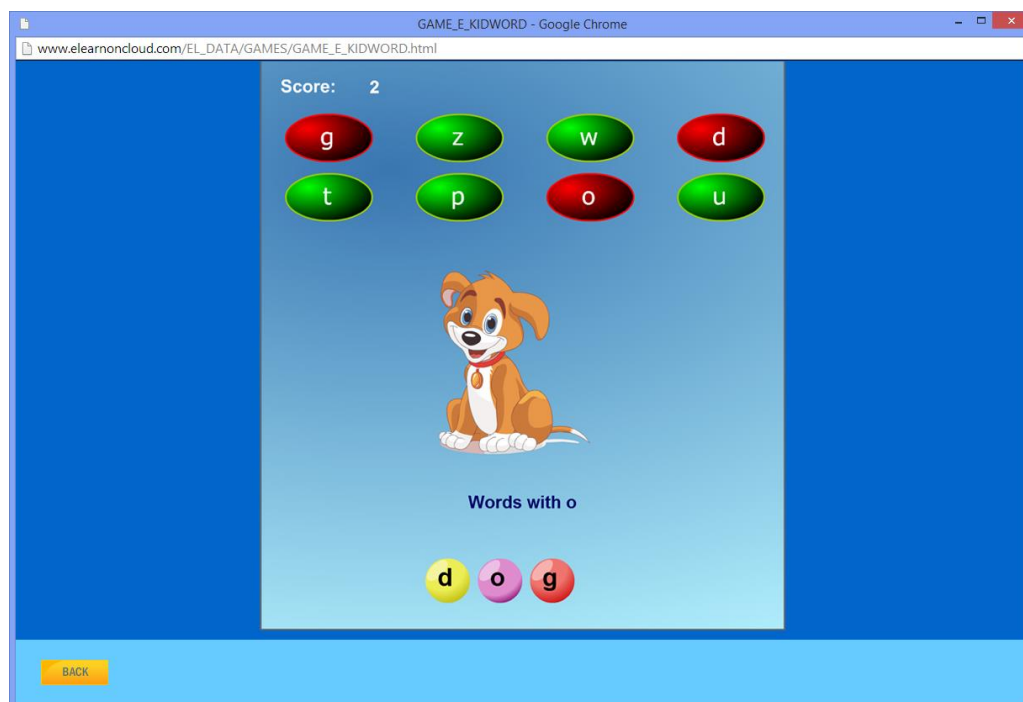 GAME_E_KIDWORD - Google Chrome
www.elearnoncloud.com/EL_DATA/GAMES/GAME_E_KIDWORD.html
Score: 2
g z w d
t p o u
Words with o
d o g
BACK